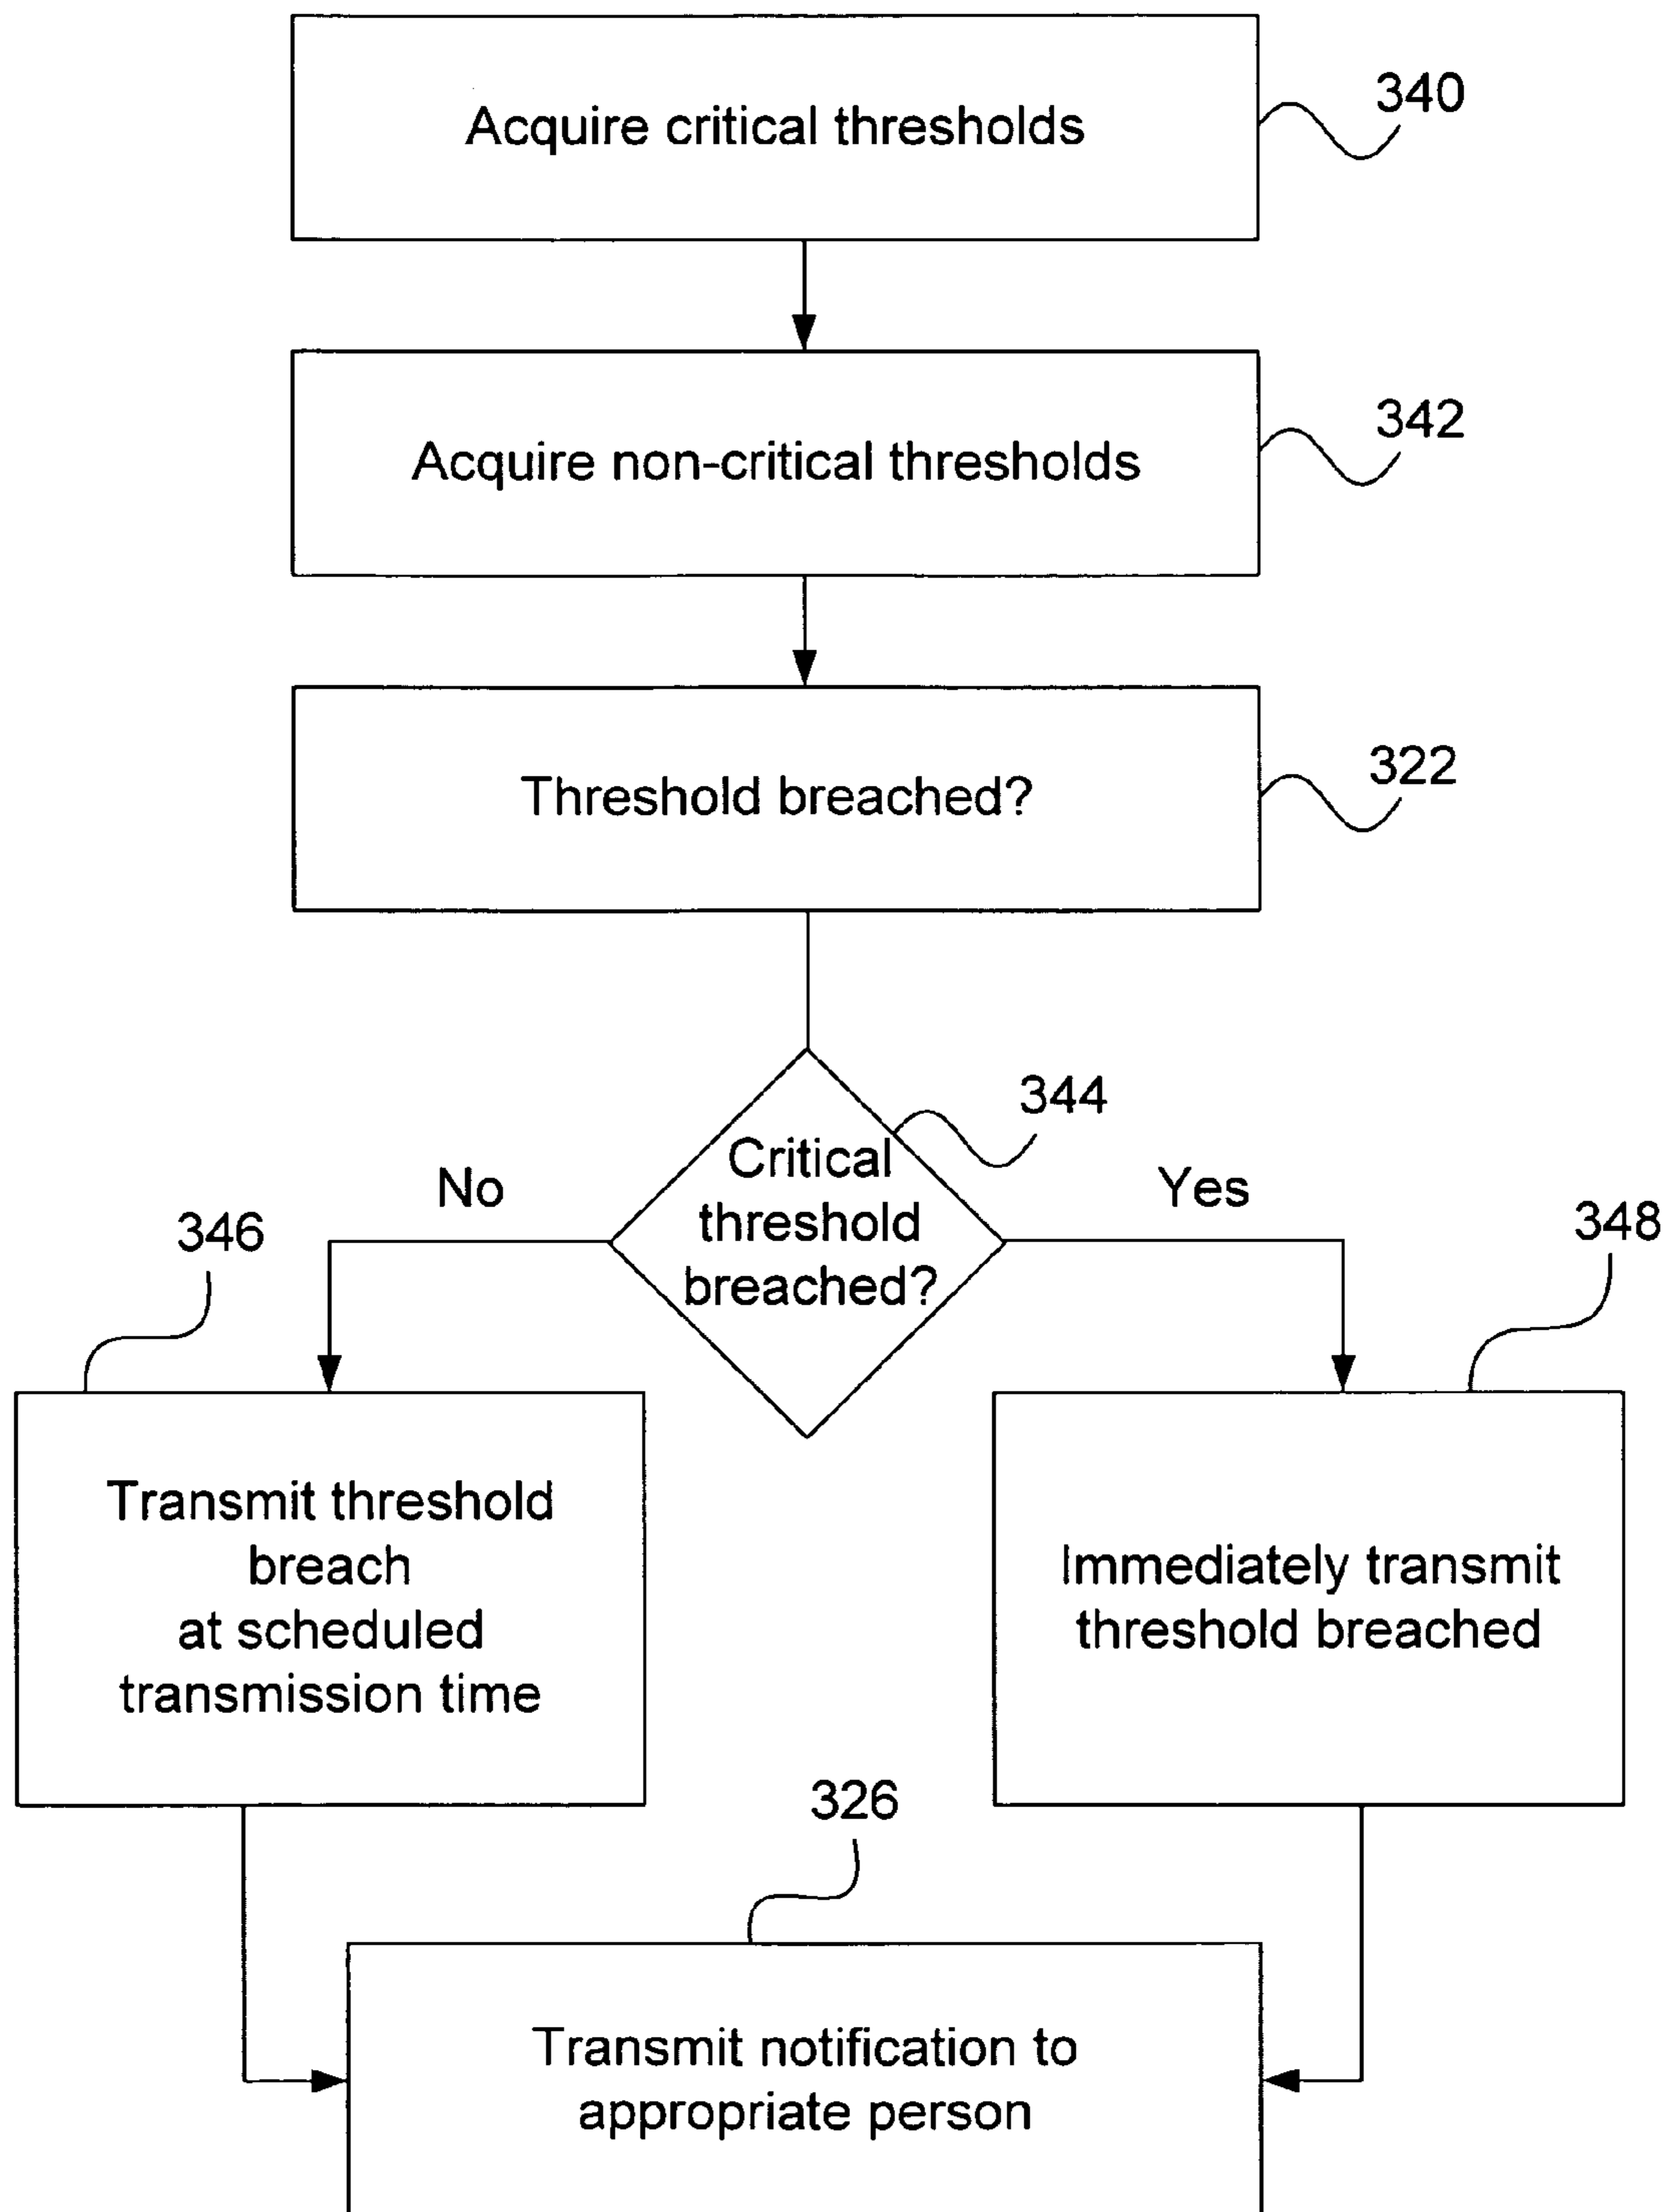 Acquire critical thresholds
340
Acquire non-critical thresholds
342
Threshold breached?
322
344
Critical
threshold
breached?
No
Yes
346
348
Transmit threshold
breach
at scheduled
transmission time
Immediately transmit
threshold breached
326
Transmit notification to
appropriate person